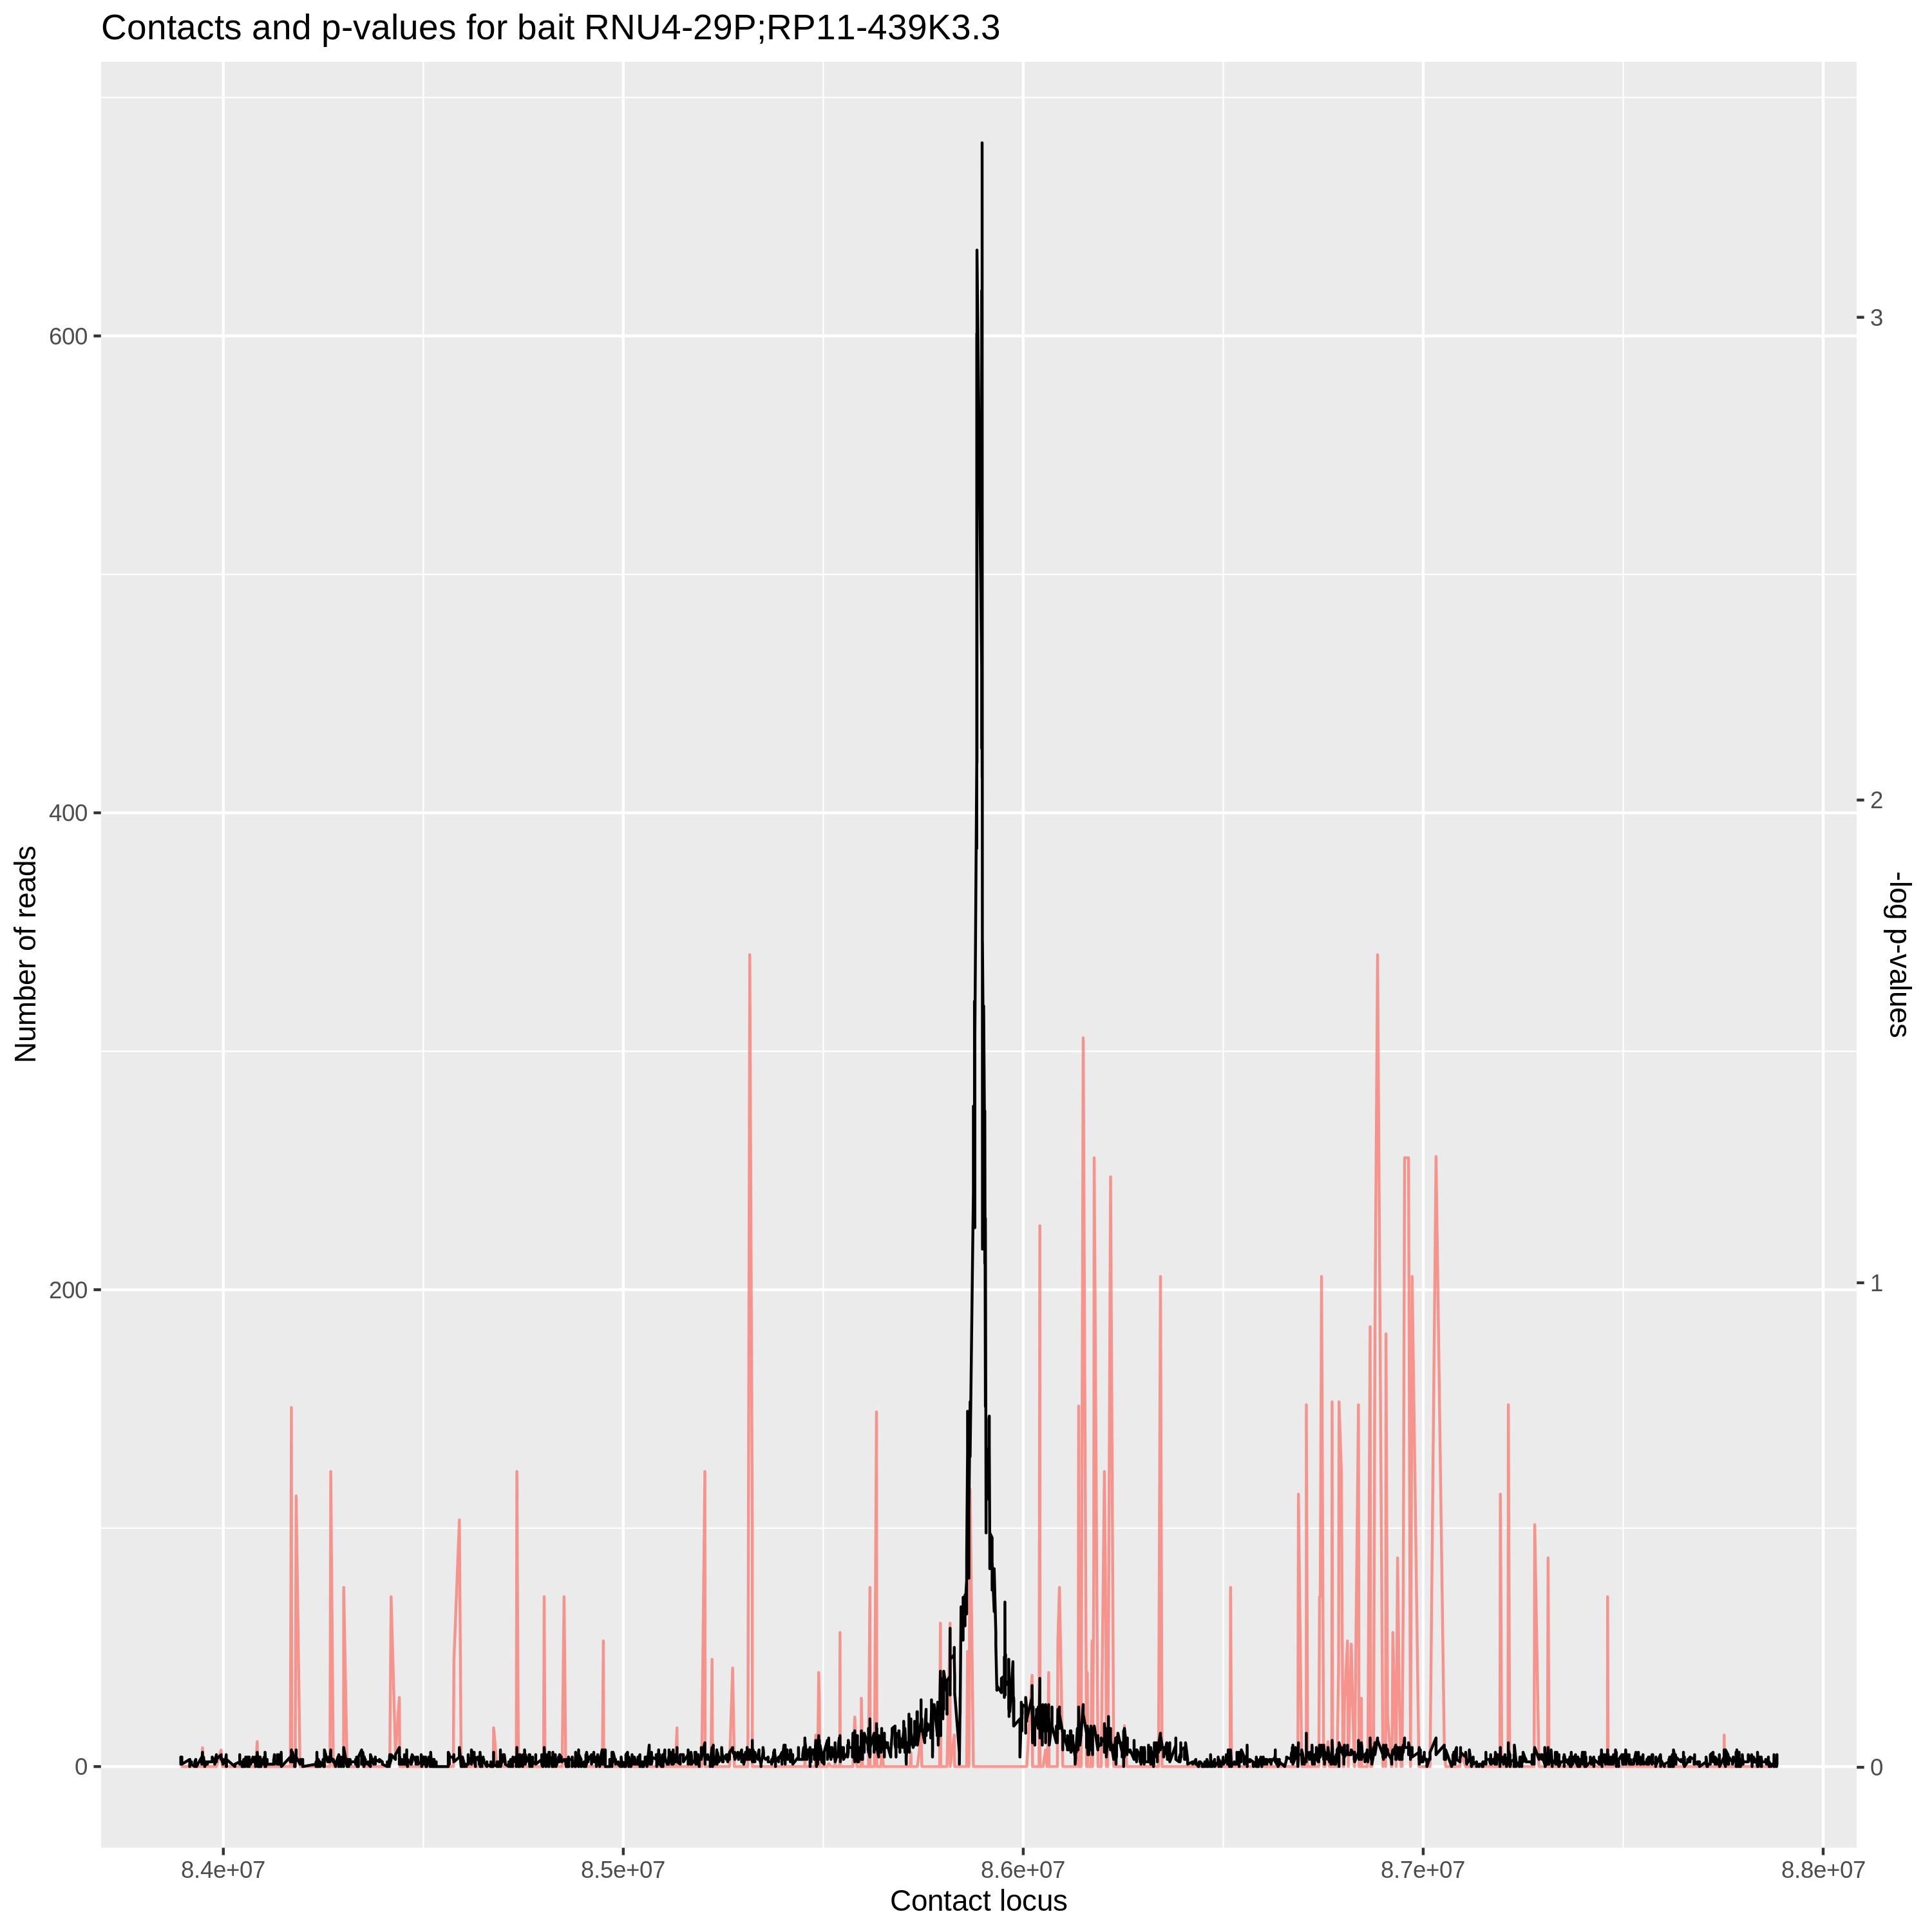 Contacts and p-values for bait RNU4-29P;RP11-439K3.3
600
400
200
0
Number of reads
3
2
1
0
-log p-values
8.4e+07
8.5e+07
8.6e+07
8.7e+07
8.8e+07
Contact locus